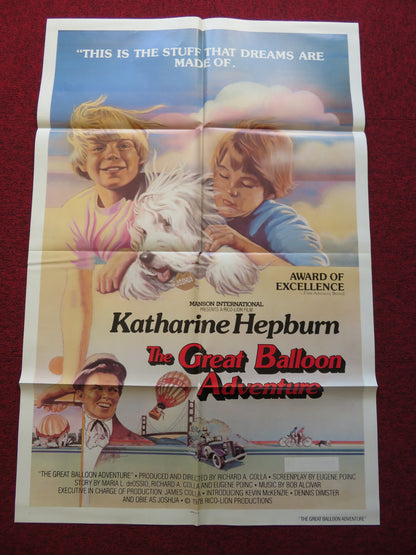 "THIS IS THE STUFF THAT DREAMS ARE
MADE OF.
AWARD OF
EXCELLENCE
MANSON INTERNATIONAL
PRESENTS A RICO-LION FILM
Katharine Hepburn
The Great Balloon
Adventure
"THE GREAT BALLOON ADVENTURE" • PRODUCED AND DIRECTED BY RICHARD A. COLLA • SCREENPLAY BY EUGENE POINC
STORY BY MARIA L. deOSSIO, RICHARD A. COLLA AND EUGENE POINC • MUSIC BY BOB ALCIVAR
EXECUTIVE IN CHARGE OF PRODUCTION: JAMES COLLA • INTRODUCING KEVIN McKENZIE • DENNIS DIMSTER
AND OBIE AS JOSHUA • © 1978 RICO-LION PRODUCTIONS
"THE GREAT BALLOON ADVENTURE"